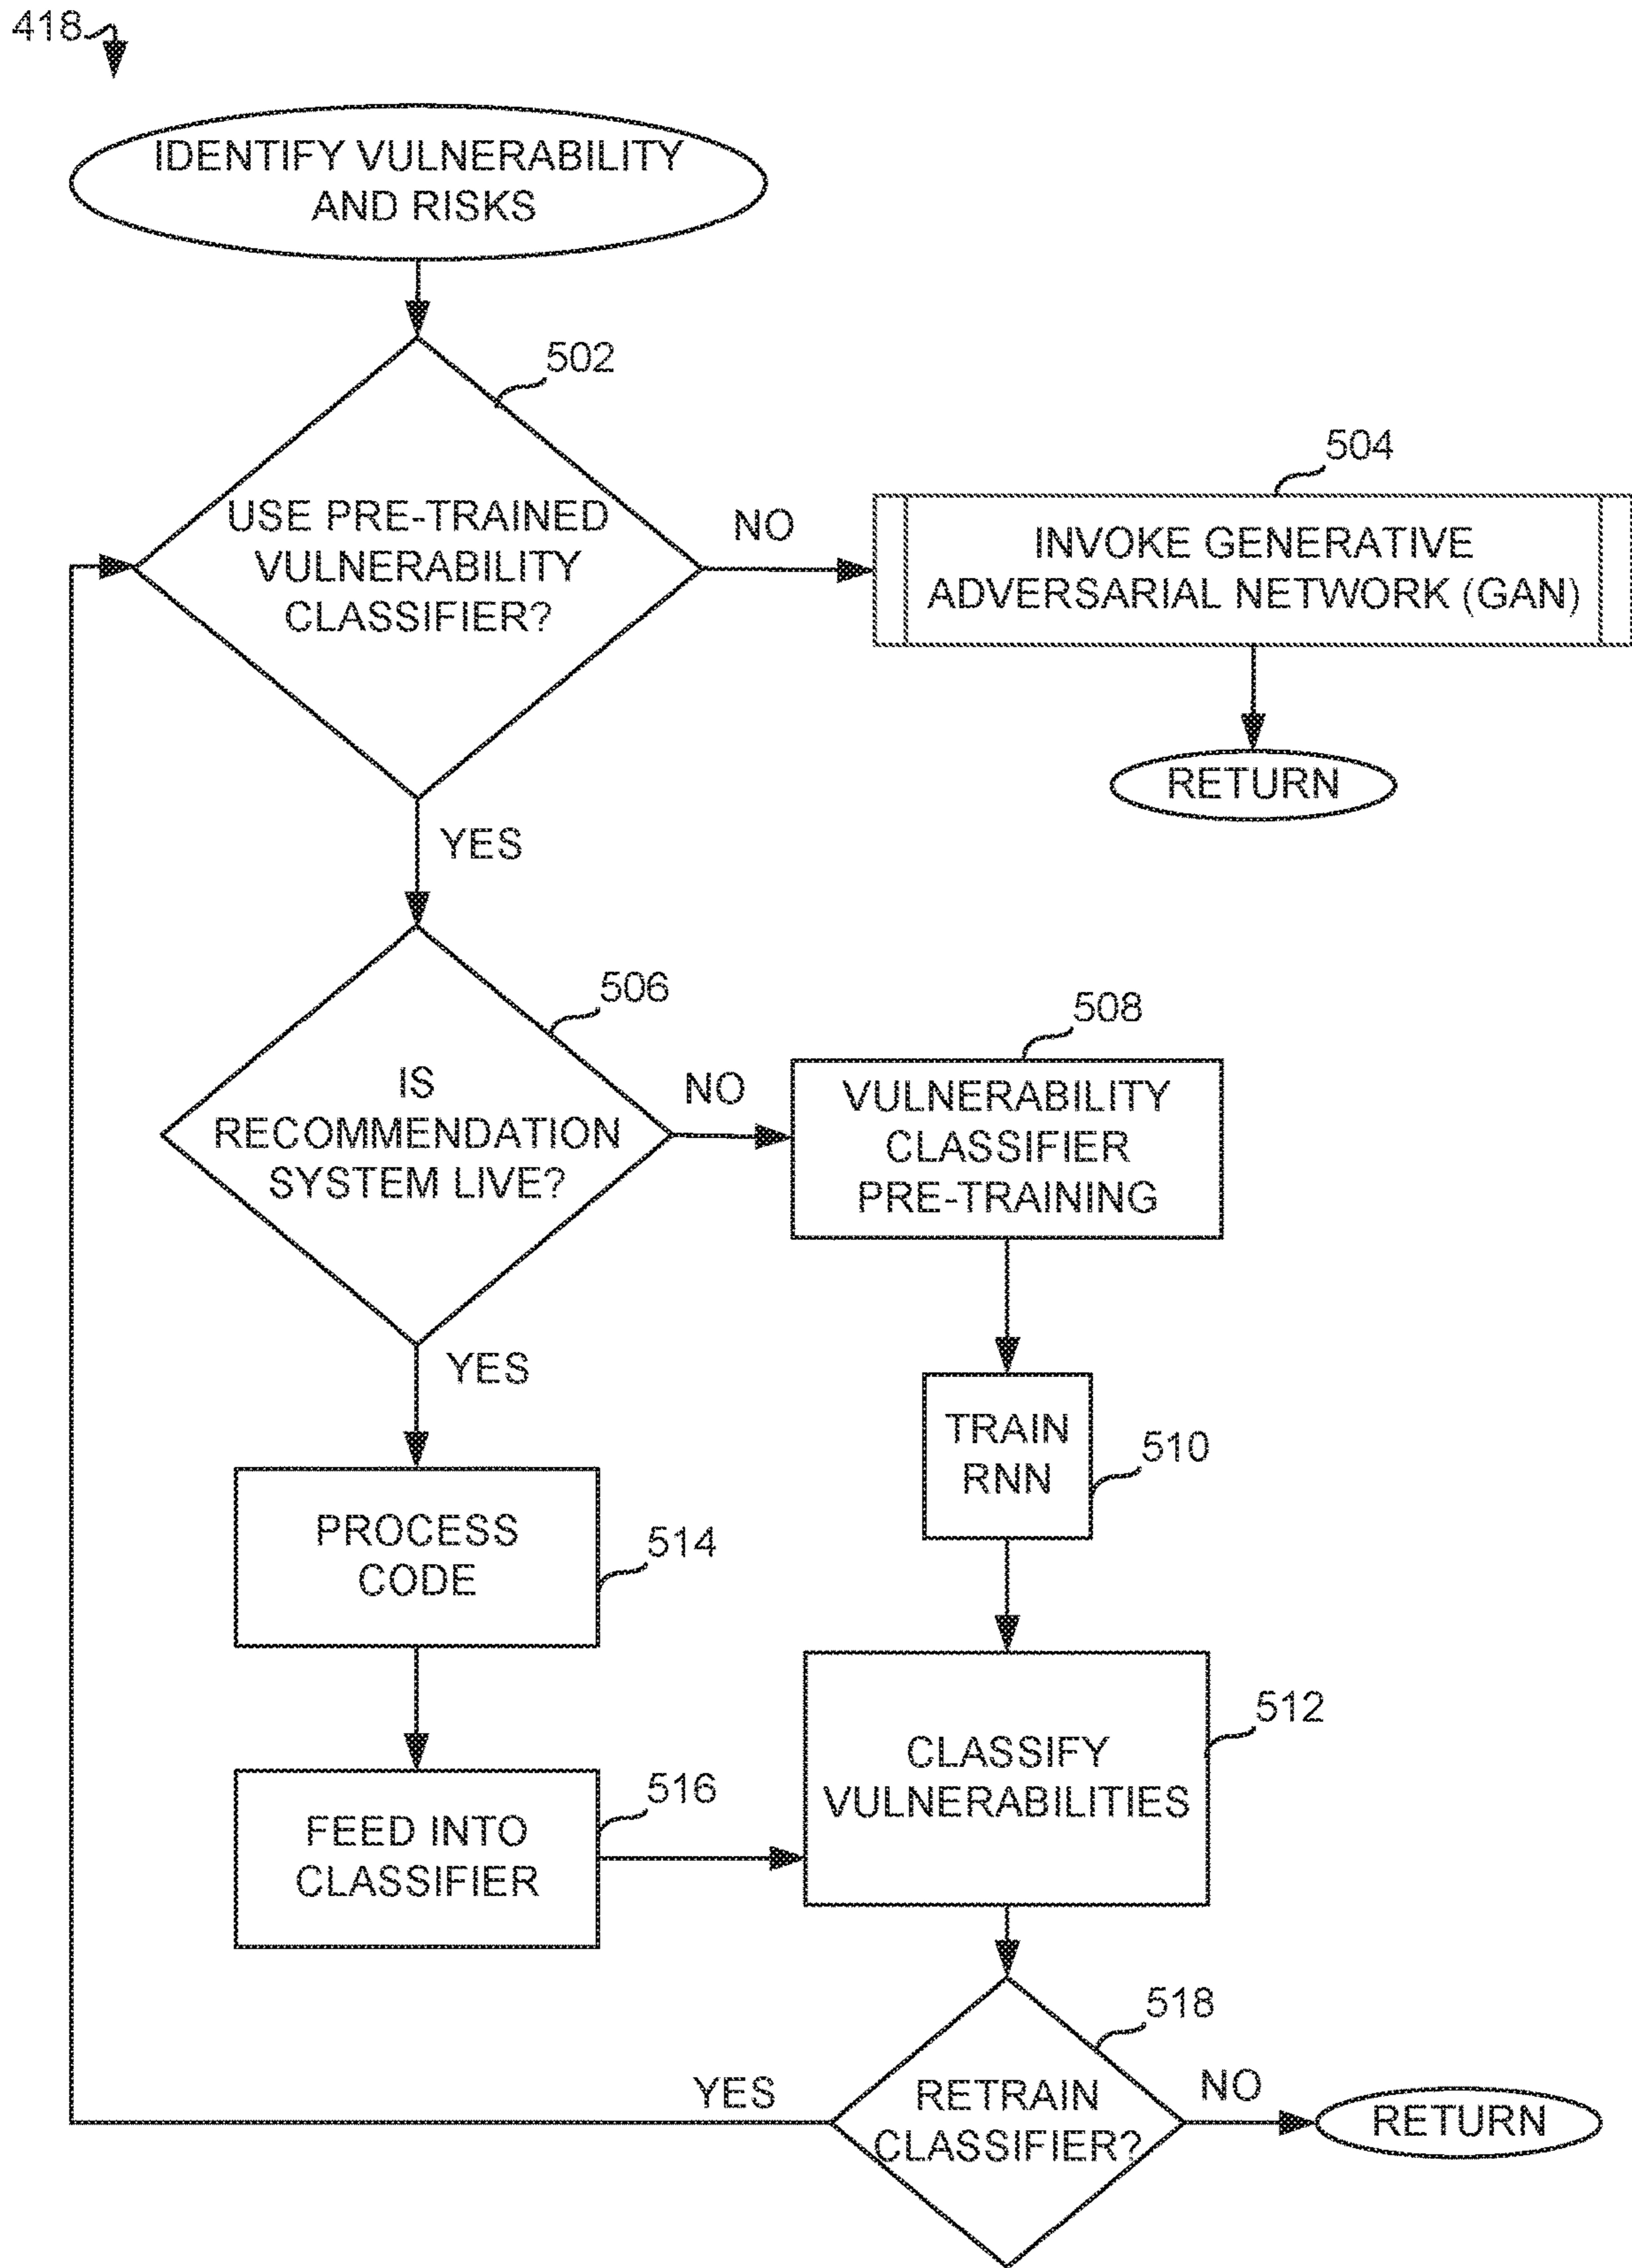 418
IDENTIFY VULNERABILITY
AND RISKS
502
USE PRE-TRAINED
VULNERABILITY
CLASSIFIER?
NO
504
INVOKE GENERATIVE
ADVERSARIAL NETWORK (GAN)
RETURN
YES
506
IS
RECOMMENDATION
SYSTEM LIVE?
NO
508
VULNERABILITY
CLASSIFIER
PRE-TRAINING
YES
TRAIN
RNN
510
PROCESS
CODE
514
512
CLASSIFY
VULNERABILITIES
516
FEED INTO
CLASSIFIER
518
YES
RETRAIN
CLASSIFIER?
NO
RETURN